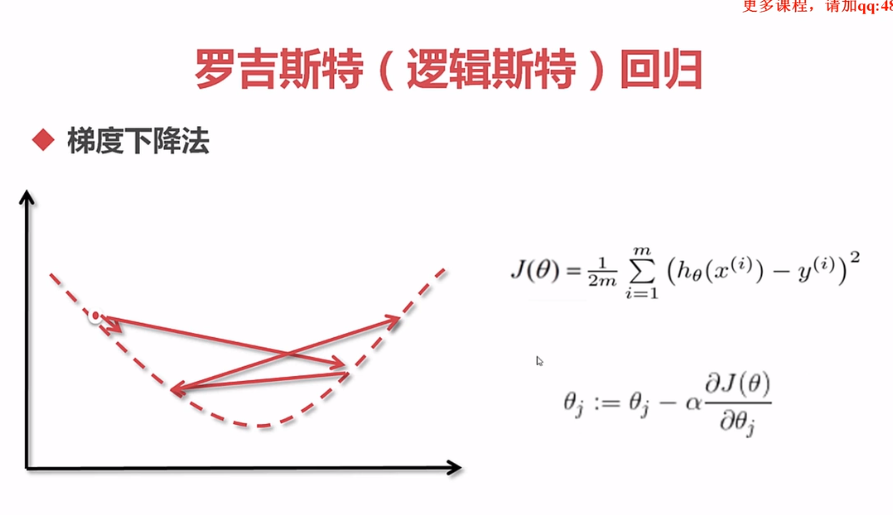 更多课程，请加qq:48
罗吉斯特（逻辑斯特）回归
梯度下降法
J(θ) = 1/2m ∑_{i=1}^{m} (h_θ(x^{(i)}) − y^{(i)})^2
θ_j := θ_j − α ∂J(θ)/∂θ_j